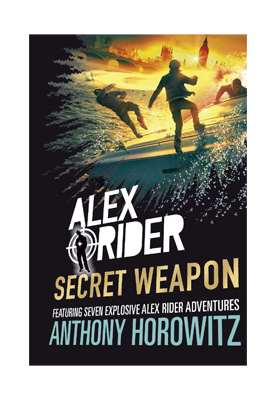 ALEX
RIDER
SECRET WEAPON
FEATURING SEVEN EXPLOSIVE ALEX RIDER ADVENTURES
ANTHONY HOROWITZ